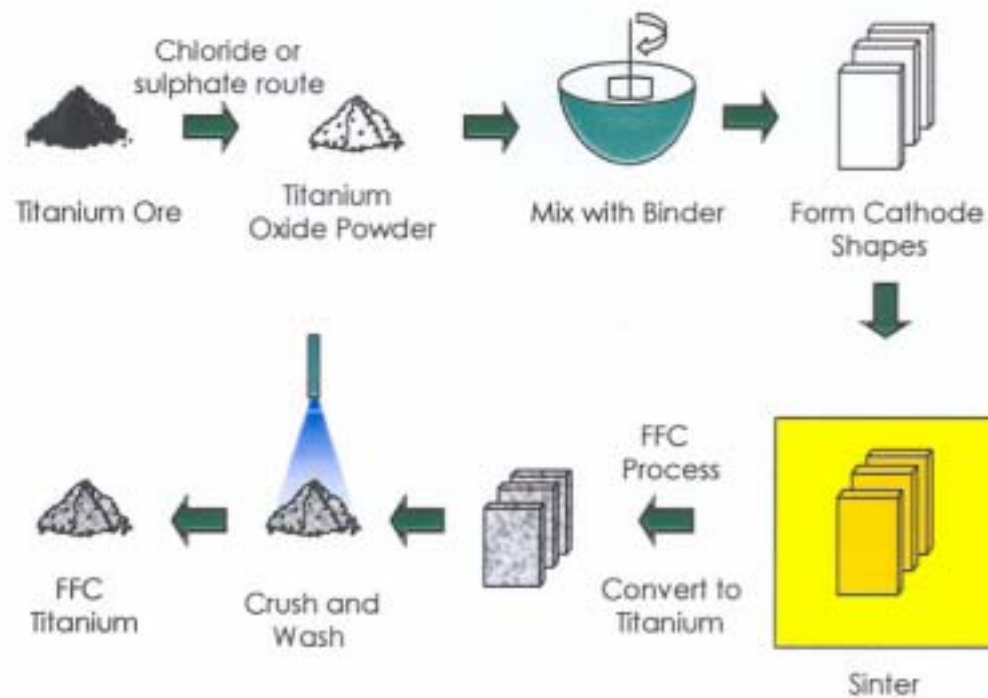 Chloride or
sulphate route
Titanium Ore
Titanium
Oxide Powder
Mix with Binder
Form Cathode
Shapes
FFC
Process
Convert to
Titanium
Sinter
Crush and
Wash
FFC
Titanium